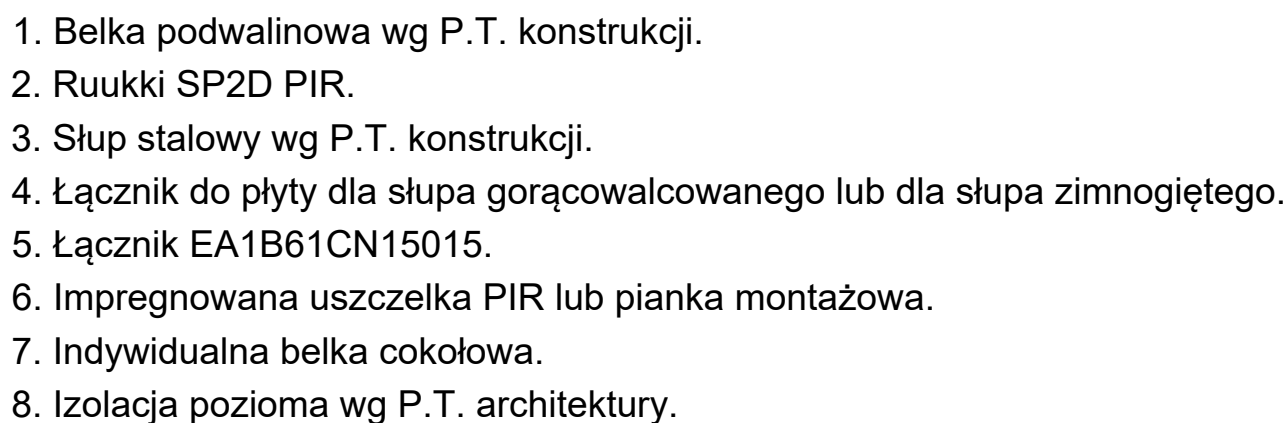 1. Belka podwalinowa wg P.T. konstrukcji.
2. Ruukki SP2D PIR.
3. Słup stalowy wg P.T. konstrukcji.
4. Łącznik do płyty dla słupa gorącowalcowanego lub dla słupa zimnogiętego.
5. Łącznik EA1B61CN15015.
6. Impregnowana uszczelka PIR lub pianka montażowa.
7. Indywidualna belka cokołowa.
8. Izolacja pozioma wg P.T. architektury.